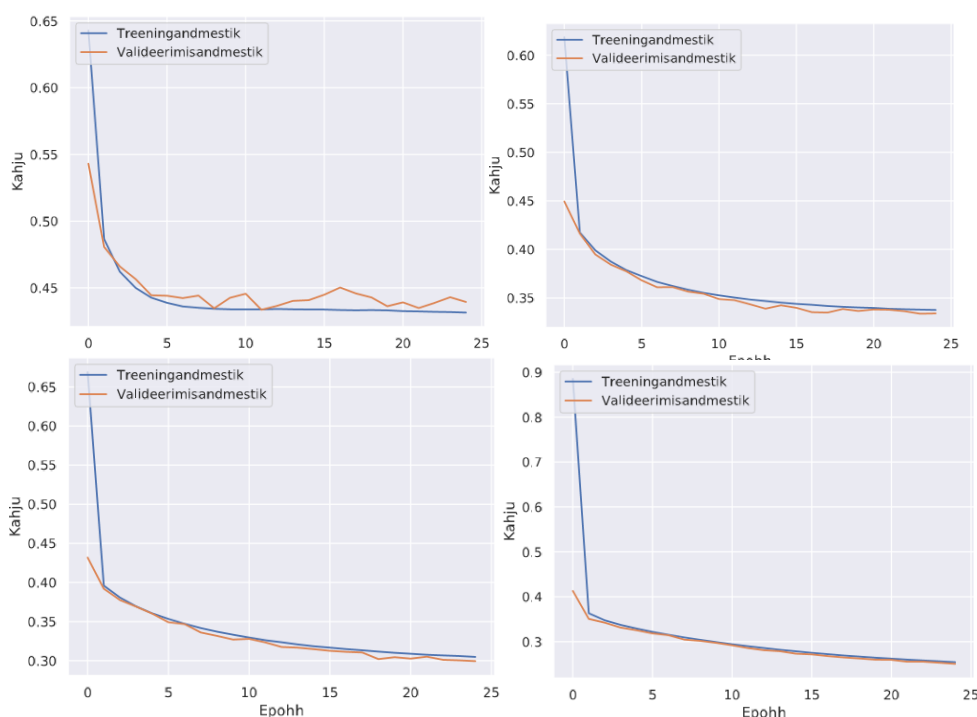 0.65
0.60
0.55
0.50
0.45
Kahju
Treeningandmestik
Valideerimisandmestik
0 5 10 15 20 25
0.60
0.55
0.50
0.45
0.40
0.35
Kahju
Treeningandmestik
Valideerimisandmestik
0 5 10 15 20 25
Epohh
0.65
0.60
0.55
0.50
0.45
0.40
0.35
0.30
Kahju
Treeningandmestik
Valideerimisandmestik
0 5 10 15 20 25
Epohh
0.9
0.8
0.7
0.6
0.5
0.4
0.3
Kahju
Treeningandmestik
Valideerimisandmestik
0 5 10 15 20 25
Epohh